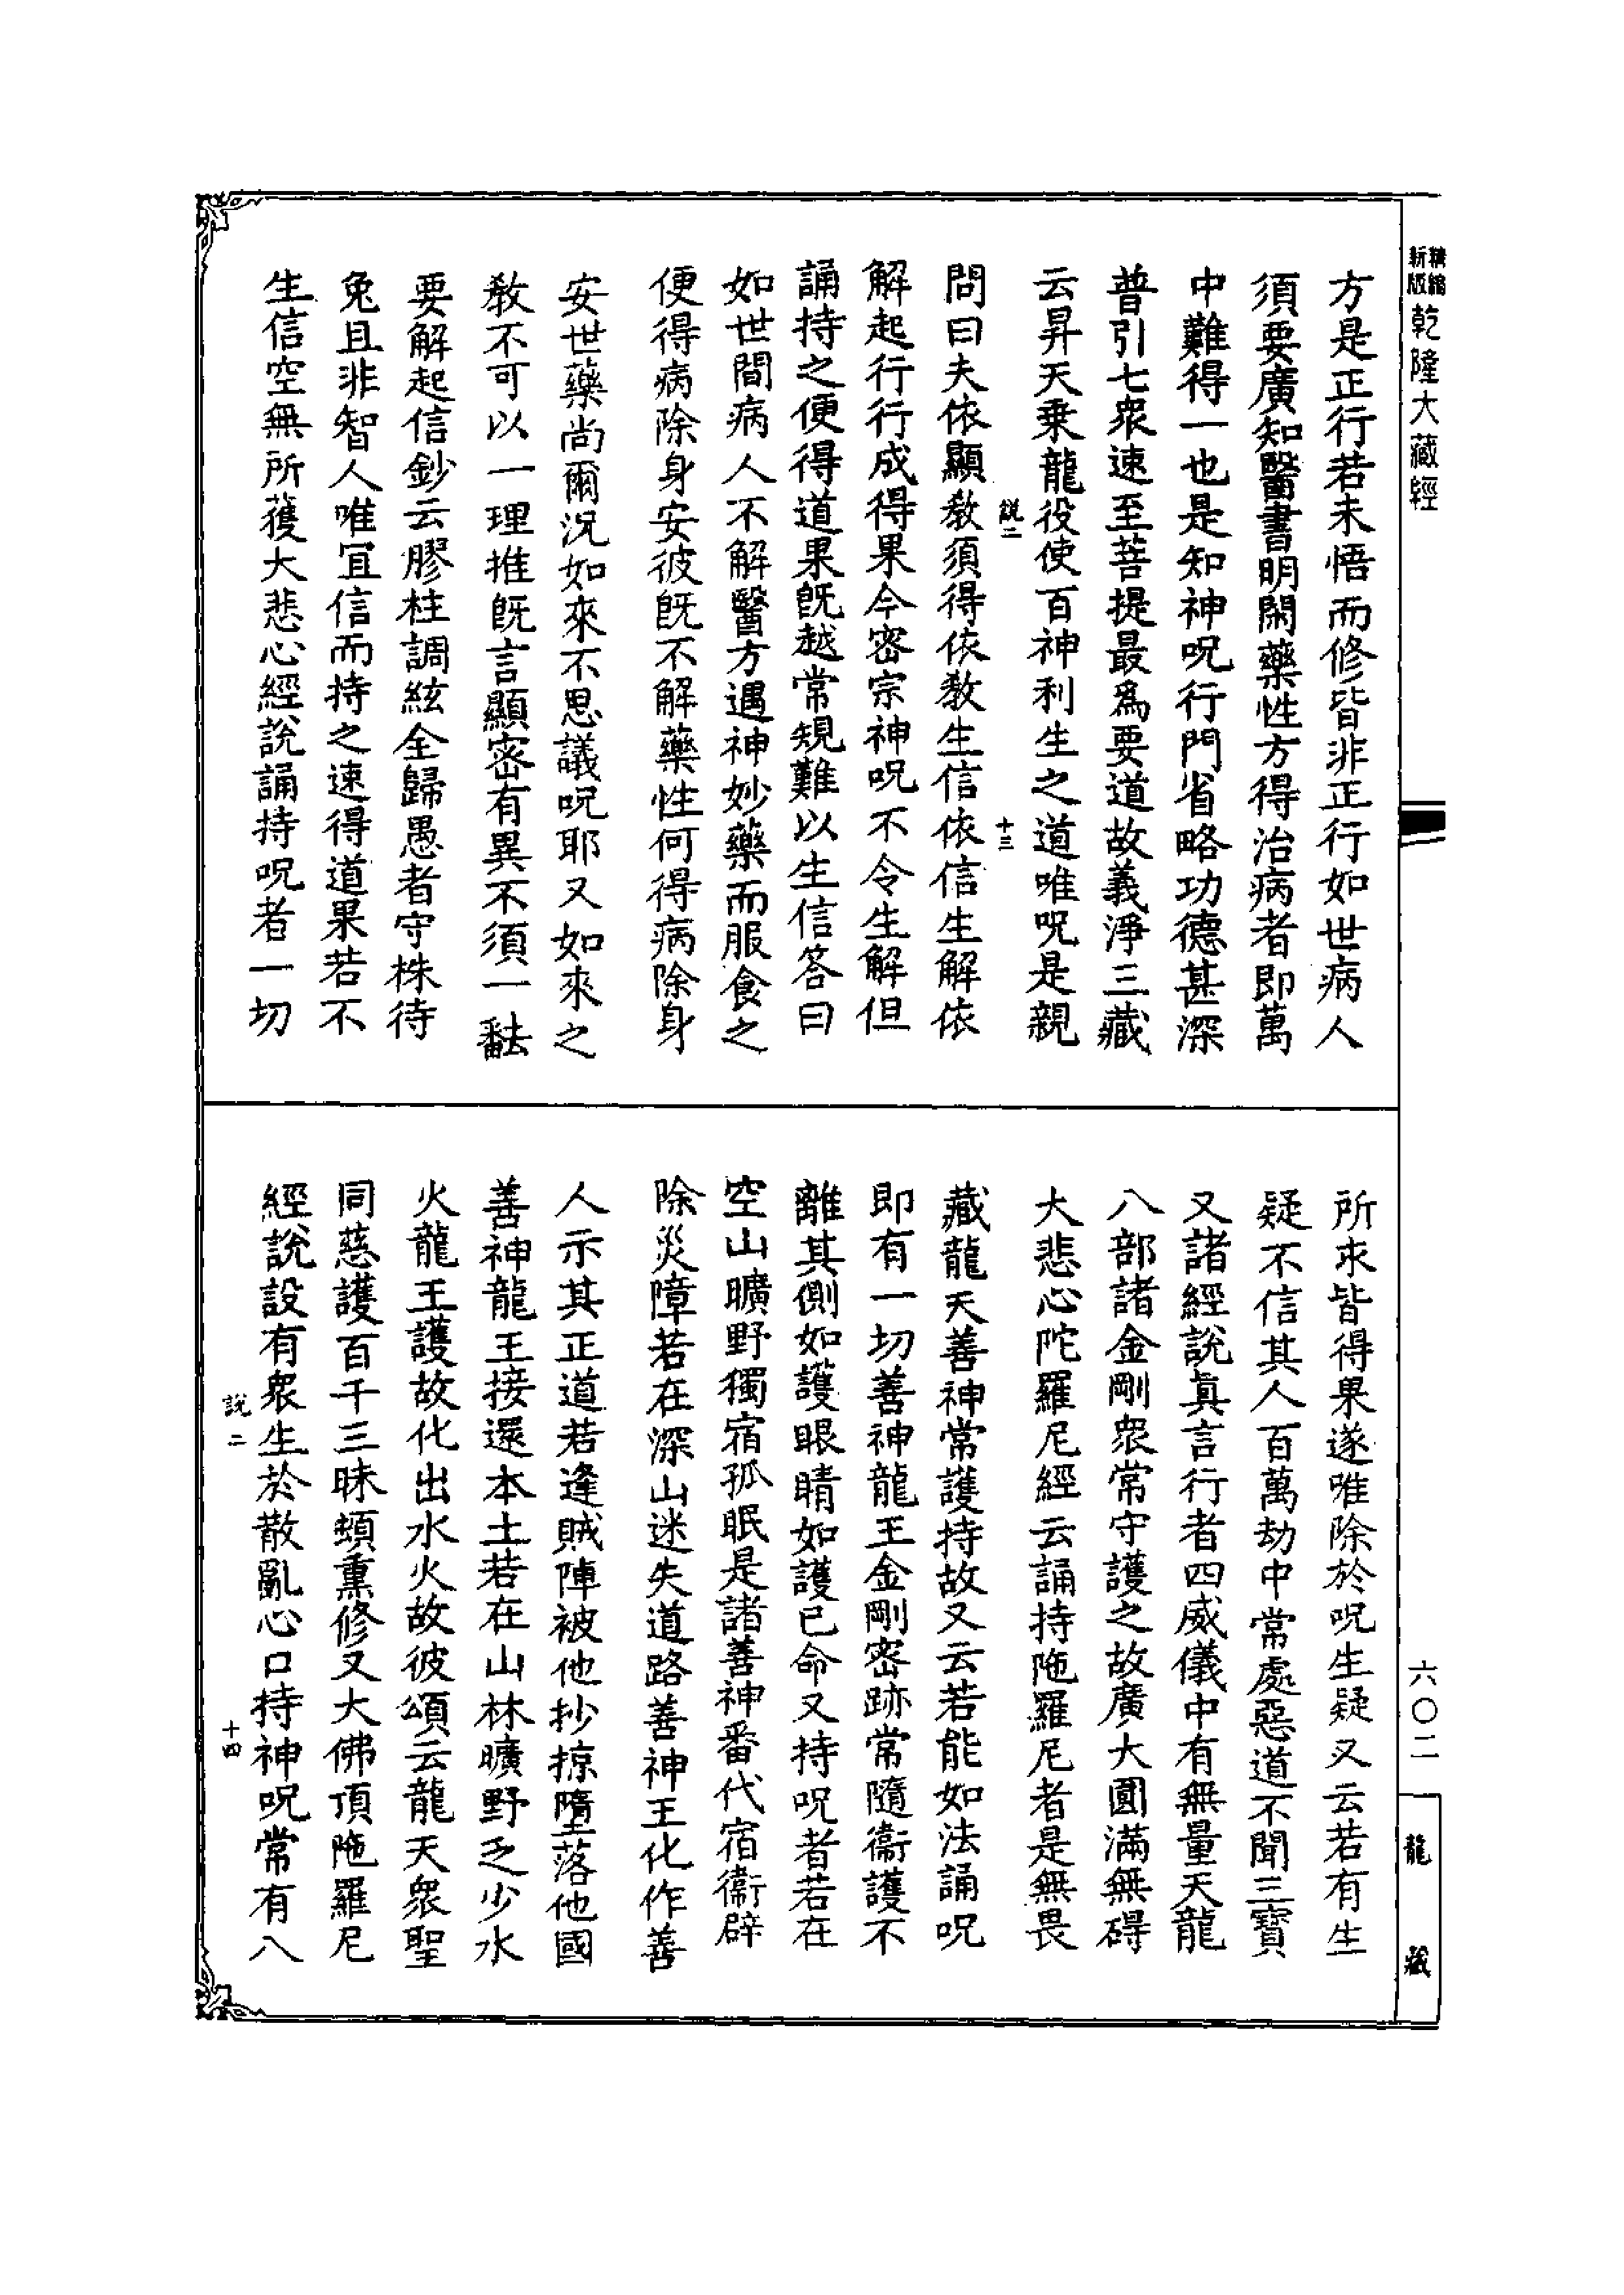 精縮新版乾隆大藏經
方是正行若未悟而修皆非正行如世病人
須要廣知醫書明閑藥性方得治病者即萬
中難得一也是知神呪行門省略功德甚深
普引七衆速至菩提最爲要道故義淨三藏
云昇天乘龍役使百神利生之道唯呪是親
説二 十三
問曰夫依顯教須得依教生信依信生解依
解起行行成得果今密宗神呪不令生解但
誦持之便得道果既越常規難以生信答曰
如世間病人不解醫方遇神妙藥而服食之
便得病除身安彼既不解藥性何得病除身
安世藥尚爾況如來不思議呪耶又如來之
教不可以一理推既言顯密有異不須一𩙪
要解起信鈔云膠柱調絃全歸愚者守株待
兔且非智人唯宜信而持之速得道果若不
生信空無所獲大悲心經説誦持呪者一切
所求皆得果遂唯除於呪生疑又云若有生
疑不信其人百萬劫中常處惡道不聞三寶
又諸經説眞言行者四威儀中有無量天龍
八部諸金剛衆常守護之故廣大圓滿無碍
大悲心陀羅尼經云誦持陁羅尼者是無畏
藏龍天善神常護持故又云若能如法誦呪
即有一切善神龍王金剛密跡常隨衞護不
離其側如護眼睛如護已命又持呪者若在
空山曠野獨宿孤眠是諸善神番代宿衞辟
除災障若在深山迷失道路善神王化作善
人示其正道若逢賊陣被他抄掠墮落他國
善神龍王接還本土若在山林曠野乏少水
火龍王護故化出水火故彼頌云龍天衆聖
同慈護百千三昧頓熏修又大佛頂陁羅尼
經説設有衆生於散亂心口持神呪常有八
説二 十四
六〇二
龍藏